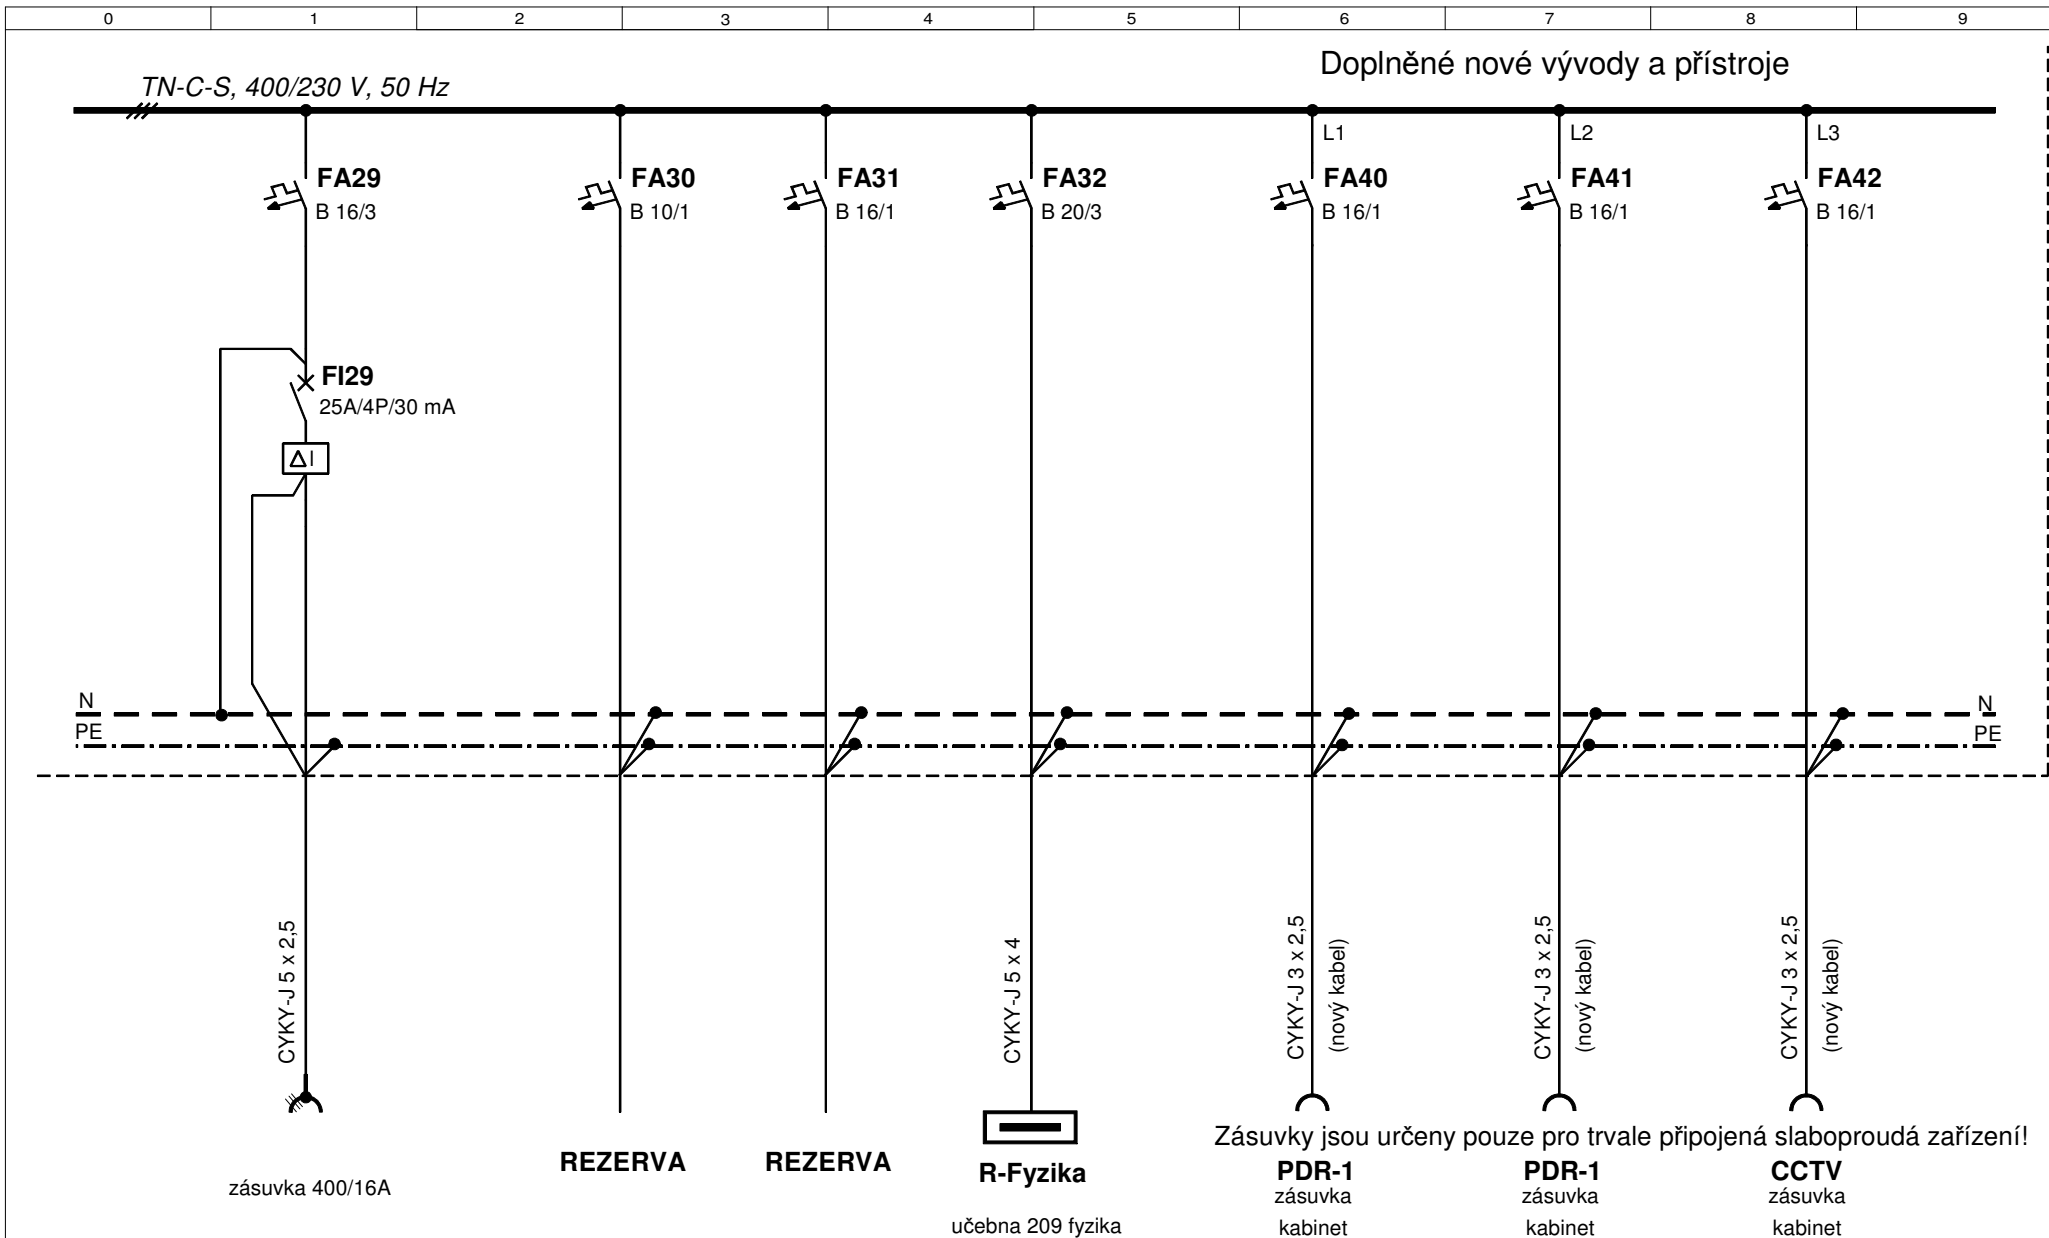 0 1 2 3 4 5 6 7 8 9
Doplněné nové vývody a přístroje
TN-C-S, 400/230 V, 50 Hz
L1 L2 L3
FA29 FA30 FA31 FA32 FA40 FA41 FA42
B 16/3 B 10/1 B 16/1 B 20/3 B 16/1 B 16/1 B 16/1
FI29
25A/4P/30 mA
ΔI
N N
PE PE
CYKY-J 5 x 2,5
CYKY-J 5 x 4
CYKY-J 3 x 2,5
(nový kabel)
CYKY-J 3 x 2,5
(nový kabel)
CYKY-J 3 x 2,5
(nový kabel)
Zásuvky jsou určeny pouze pro trvale připojená slaboproudá zařízení!
REZERVA REZERVA R-Fyzika PDR-1 PDR-1 CCTV
zásuvka 400/16A zásuvka zásuvka zásuvka
učebna 209 fyzika kabinet kabinet kabinet